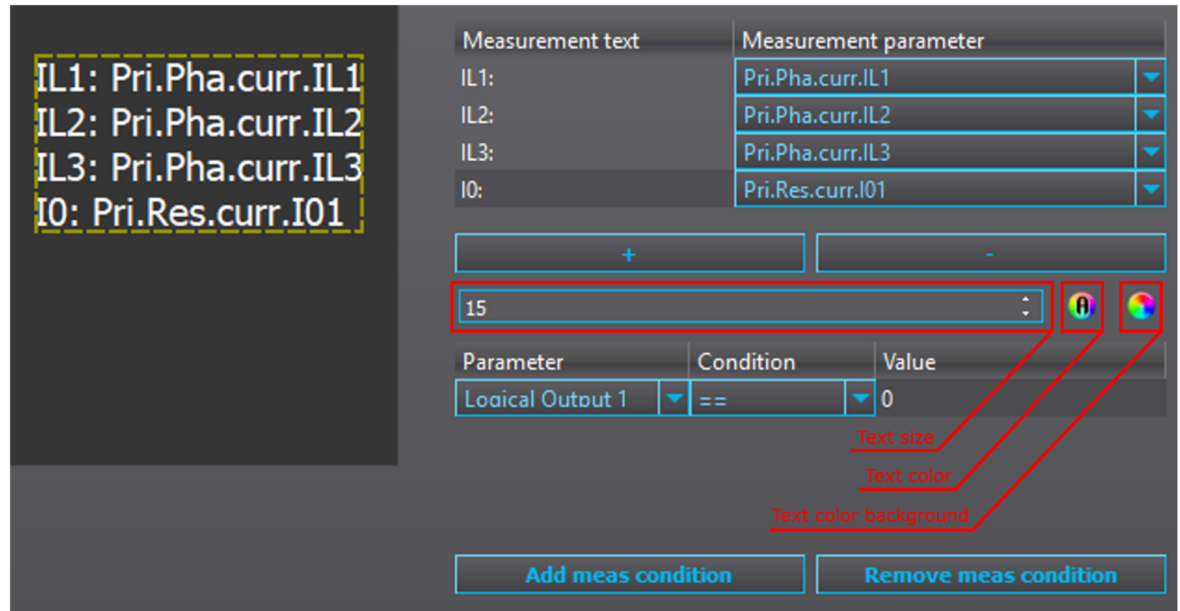 IL1: Pri.Pha.curr.IL1
IL2: Pri.Pha.curr.IL2
IL3: Pri.Pha.curr.IL3
I0: Pri.Res.curr.I01
Measurement text Measurement parameter
IL1: Pri.Pha.curr.IL1
IL2: Pri.Pha.curr.IL2
IL3: Pri.Pha.curr.IL3
I0: Pri.Res.curr.I01
+ -
15 A
Parameter Condition Value
Logical Output 1 == 0
Text size
Text color
Text color background
Add meas condition Remove meas condition